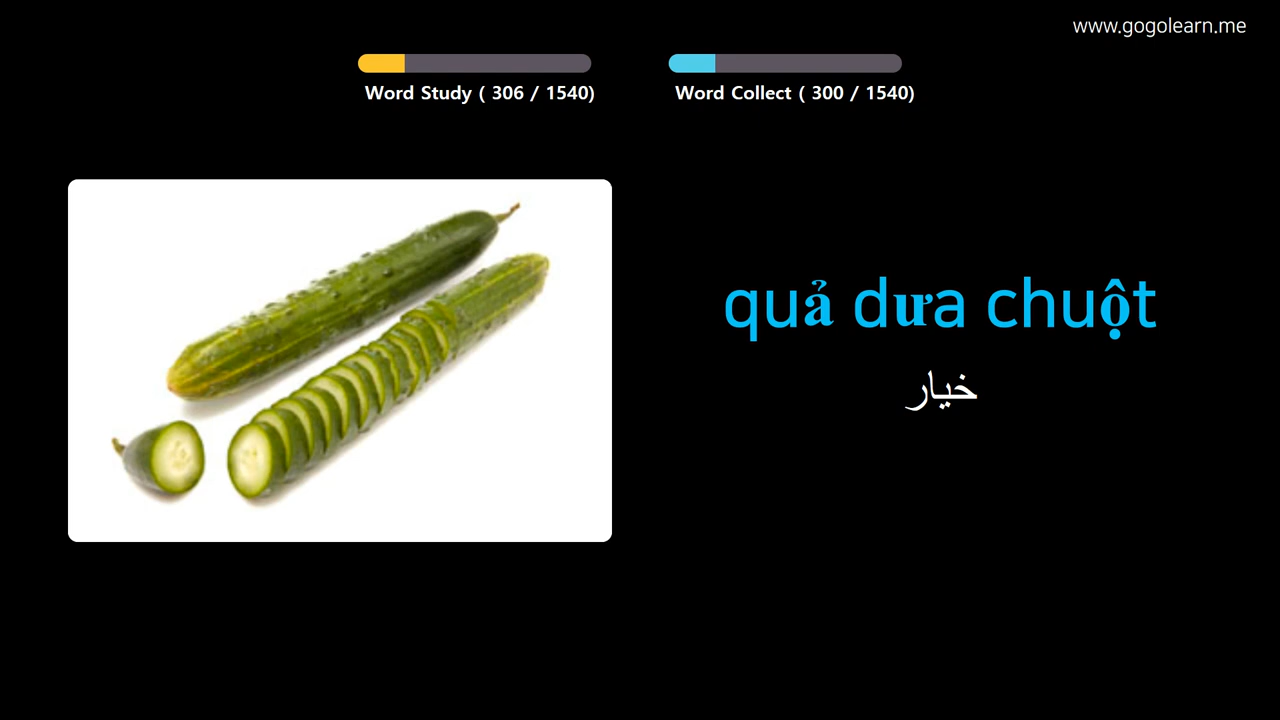 www.gogolearn.me
Word Study ( 306 / 1540)
Word Collect ( 300 / 1540)
quả dưa chuột
خيار